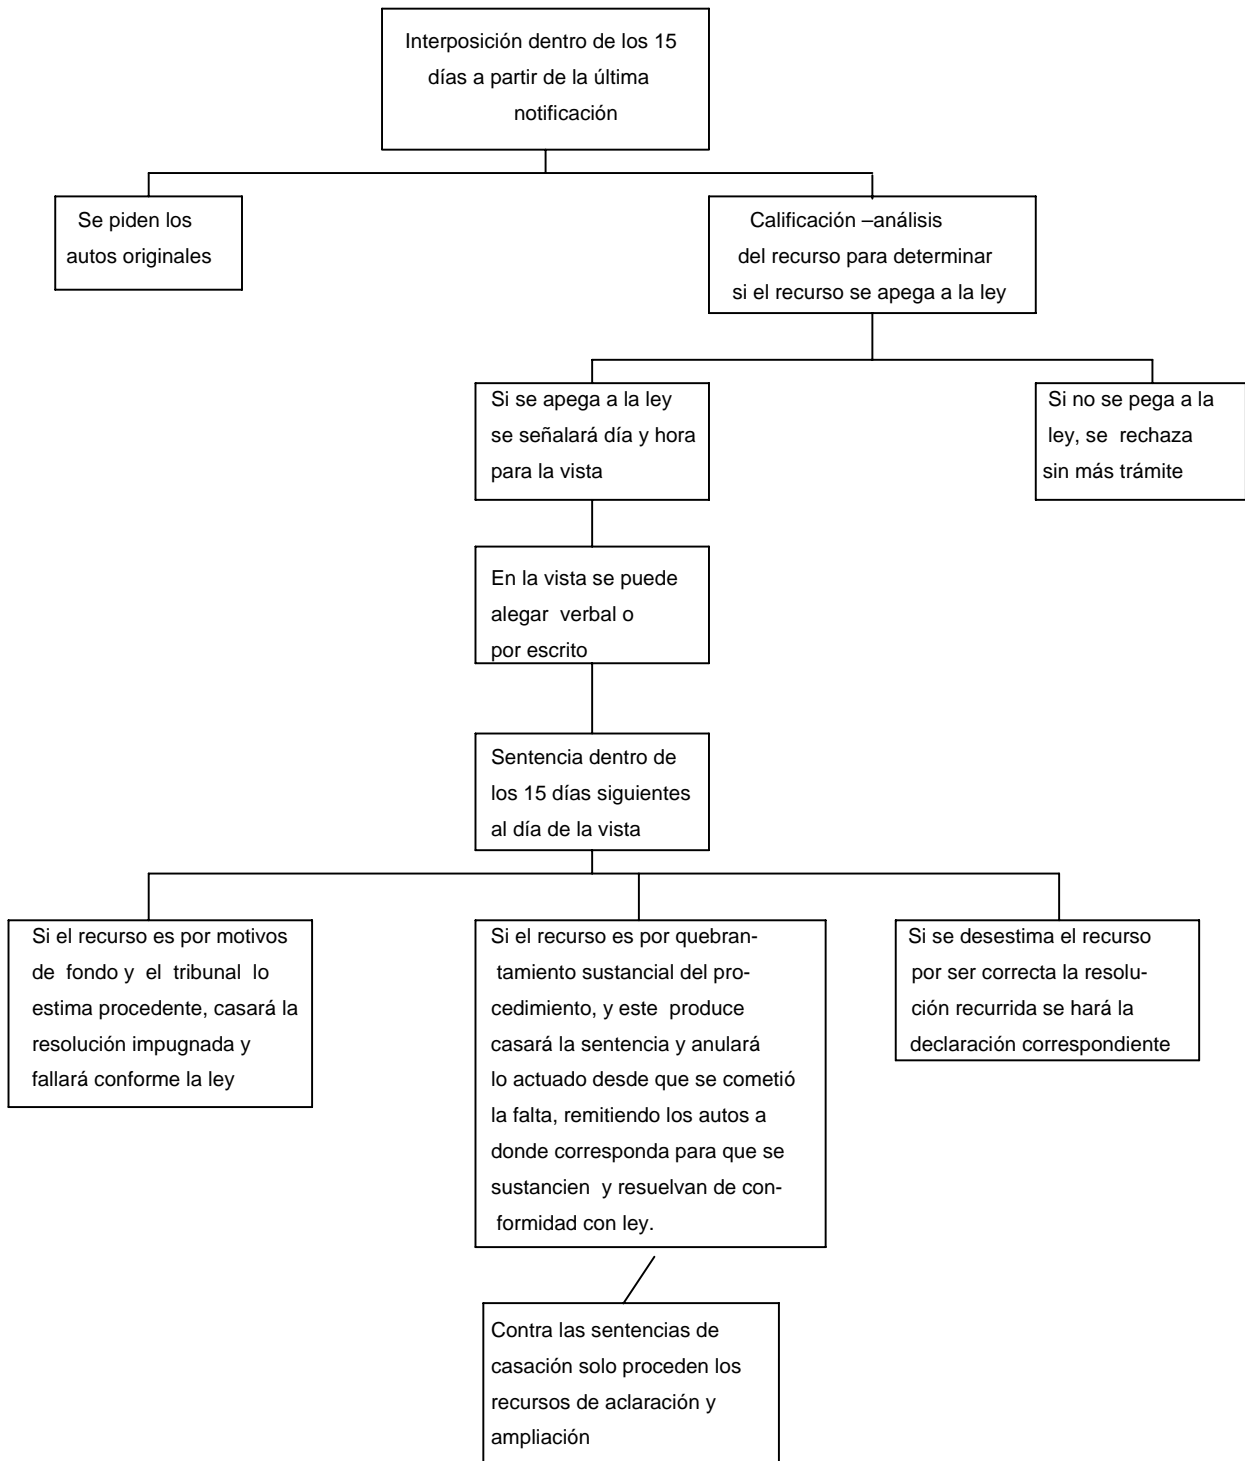 Interposición dentro de los 15
días a partir de la última
notificación
Se piden los
autos originales
Calificación –análisis
del recurso para determinar
si el recurso se apega a la ley
Si se apega a la ley
se señalará día y hora
para la vista
Si no se pega a la
ley, se rechaza
sin más trámite
En la vista se puede
alegar verbal o
por escrito
Sentencia dentro de
los 15 días siguientes
al día de la vista
Si el recurso es por motivos
de fondo y el tribunal lo
estima procedente, casará la
resolución impugnada y
fallará conforme la ley
Si el recurso es por quebran-
tamiento sustancial del pro-
cedimiento, y este produce
casará la sentencia y anulará
lo actuado desde que se cometió
la falta, remitiendo los autos a
donde corresponda para que se
sustancien y resuelvan de con-
formidad con ley.
Si se desestima el recurso
por ser correcta la resolu-
ción recurrida se hará la
declaración correspondiente
Contra las sentencias de
casación solo proceden los
recursos de aclaración y
ampliación